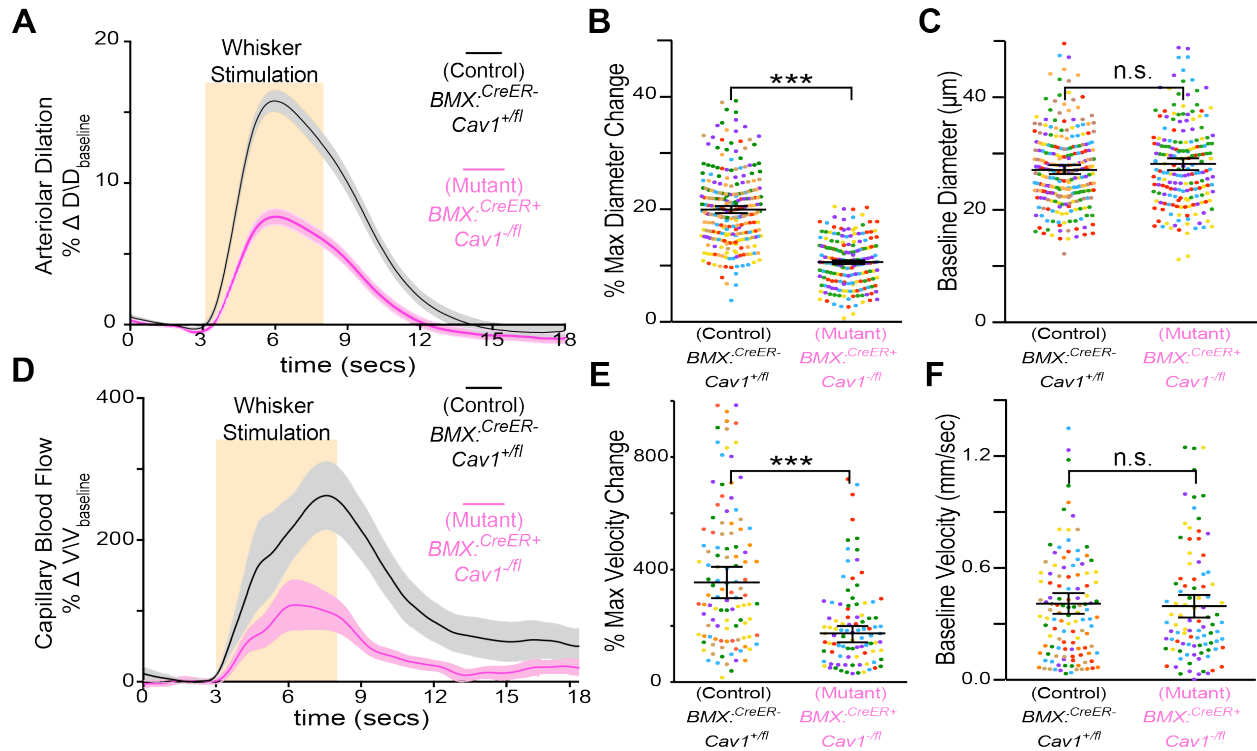 A
20
10
0
Arteriolar Dilation
% Δ D\D baseline
Whisker
Stimulation
(Control)
BMX:CreER-
Cav1+/fl
(Mutant)
BMX:CreER+
Cav1-/fl
0
3
6
9
12
15
18
time (secs)
B
% Max Diameter Change
40
20
0
***
(Control)
BMX:CreER-
Cav1+/fl
(Mutant)
BMX:CreER+
Cav1-/fl
C
Baseline Diameter (µm)
40
20
0
n.s.
(Control)
BMX:CreER-
Cav1+/fl
(Mutant)
BMX:CreER+
Cav1-/fl
D
Capillary Blood Flow
% Δ V\V baseline
400
200
0
Whisker
Stimulation
(Control)
BMX:CreER-
Cav1+/fl
(Mutant)
BMX:CreER+
Cav1-/fl
0
3
6
9
12
15
18
time (secs)
E
% Max Velocity Change
800
400
0
***
(Control)
BMX:CreER-
Cav1+/fl
(Mutant)
BMX:CreER+
Cav1-/fl
F
Baseline Velocity (mm/sec)
1.2
0.6
0.0
n.s.
(Control)
BMX:CreER-
Cav1+/fl
(Mutant)
BMX:CreER+
Cav1-/fl